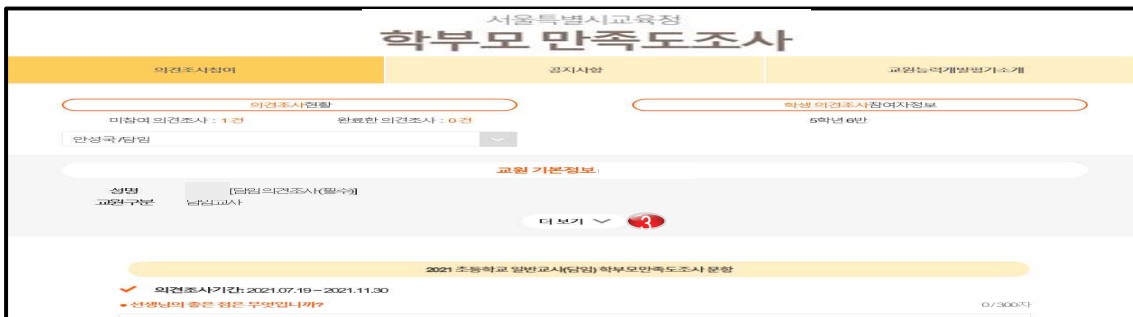 서울특별시교육청
학부모 만족도조사
의견조사참여 공지사항 교원능력개발평가소개
의견조사현황 학생 의견조사참여자정보
미참여 의견조사 : 1 건 완료한 의견조사 : 0 건 5학년 6반
안성국/담임
교원 기본정보
성명 [담임 의견조사(필수)]
교원구분 담임교사
더 보기 3
2021 초등학교 일반교사(담임) 학부모만족도조사 문항
의견조사기간: 2021.07.19 ~ 2021.11.30
• 선생님의 좋은 점은 무엇입니까? 0/300자